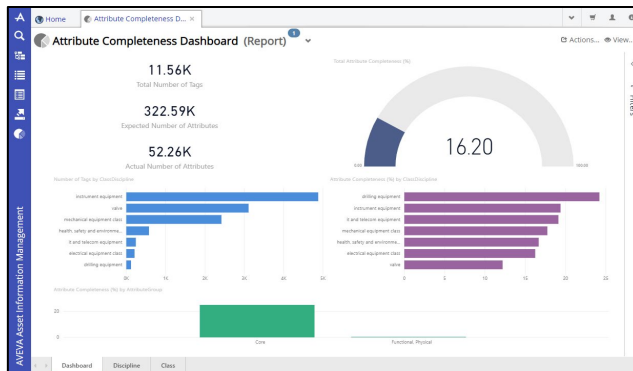 Home
Attribute Completeness D... ×
Attribute Completeness Dashboard (Report)
1
Actions...
View...
Filters
11.56K
Total Number of Tags
322.59K
Expected Number of Attributes
52.26K
Actual Number of Attributes
Total Attribute Completeness (%)
16.20
0.00
100.00
Number of Tags by ClassDiscipline
instrument equipment
valve
mechanical equipment class
health, safety and environme...
it and telecom equipment
electrical equipment class
drilling equipment
0K 1K 2K 3K 4K 5K
Attribute Completeness (%) by ClassDiscipline
drilling equipment
instrument equipment
it and telecom equipment
mechanical equipment class
health, safety and environme...
electrical equipment class
valve
0 5 10 15 20 25
Attribute Completeness (%) by AttributeGroup
20
0
Core
Functional, Physical
Dashboard
Discipline
Class
AVEVA Asset Information Management